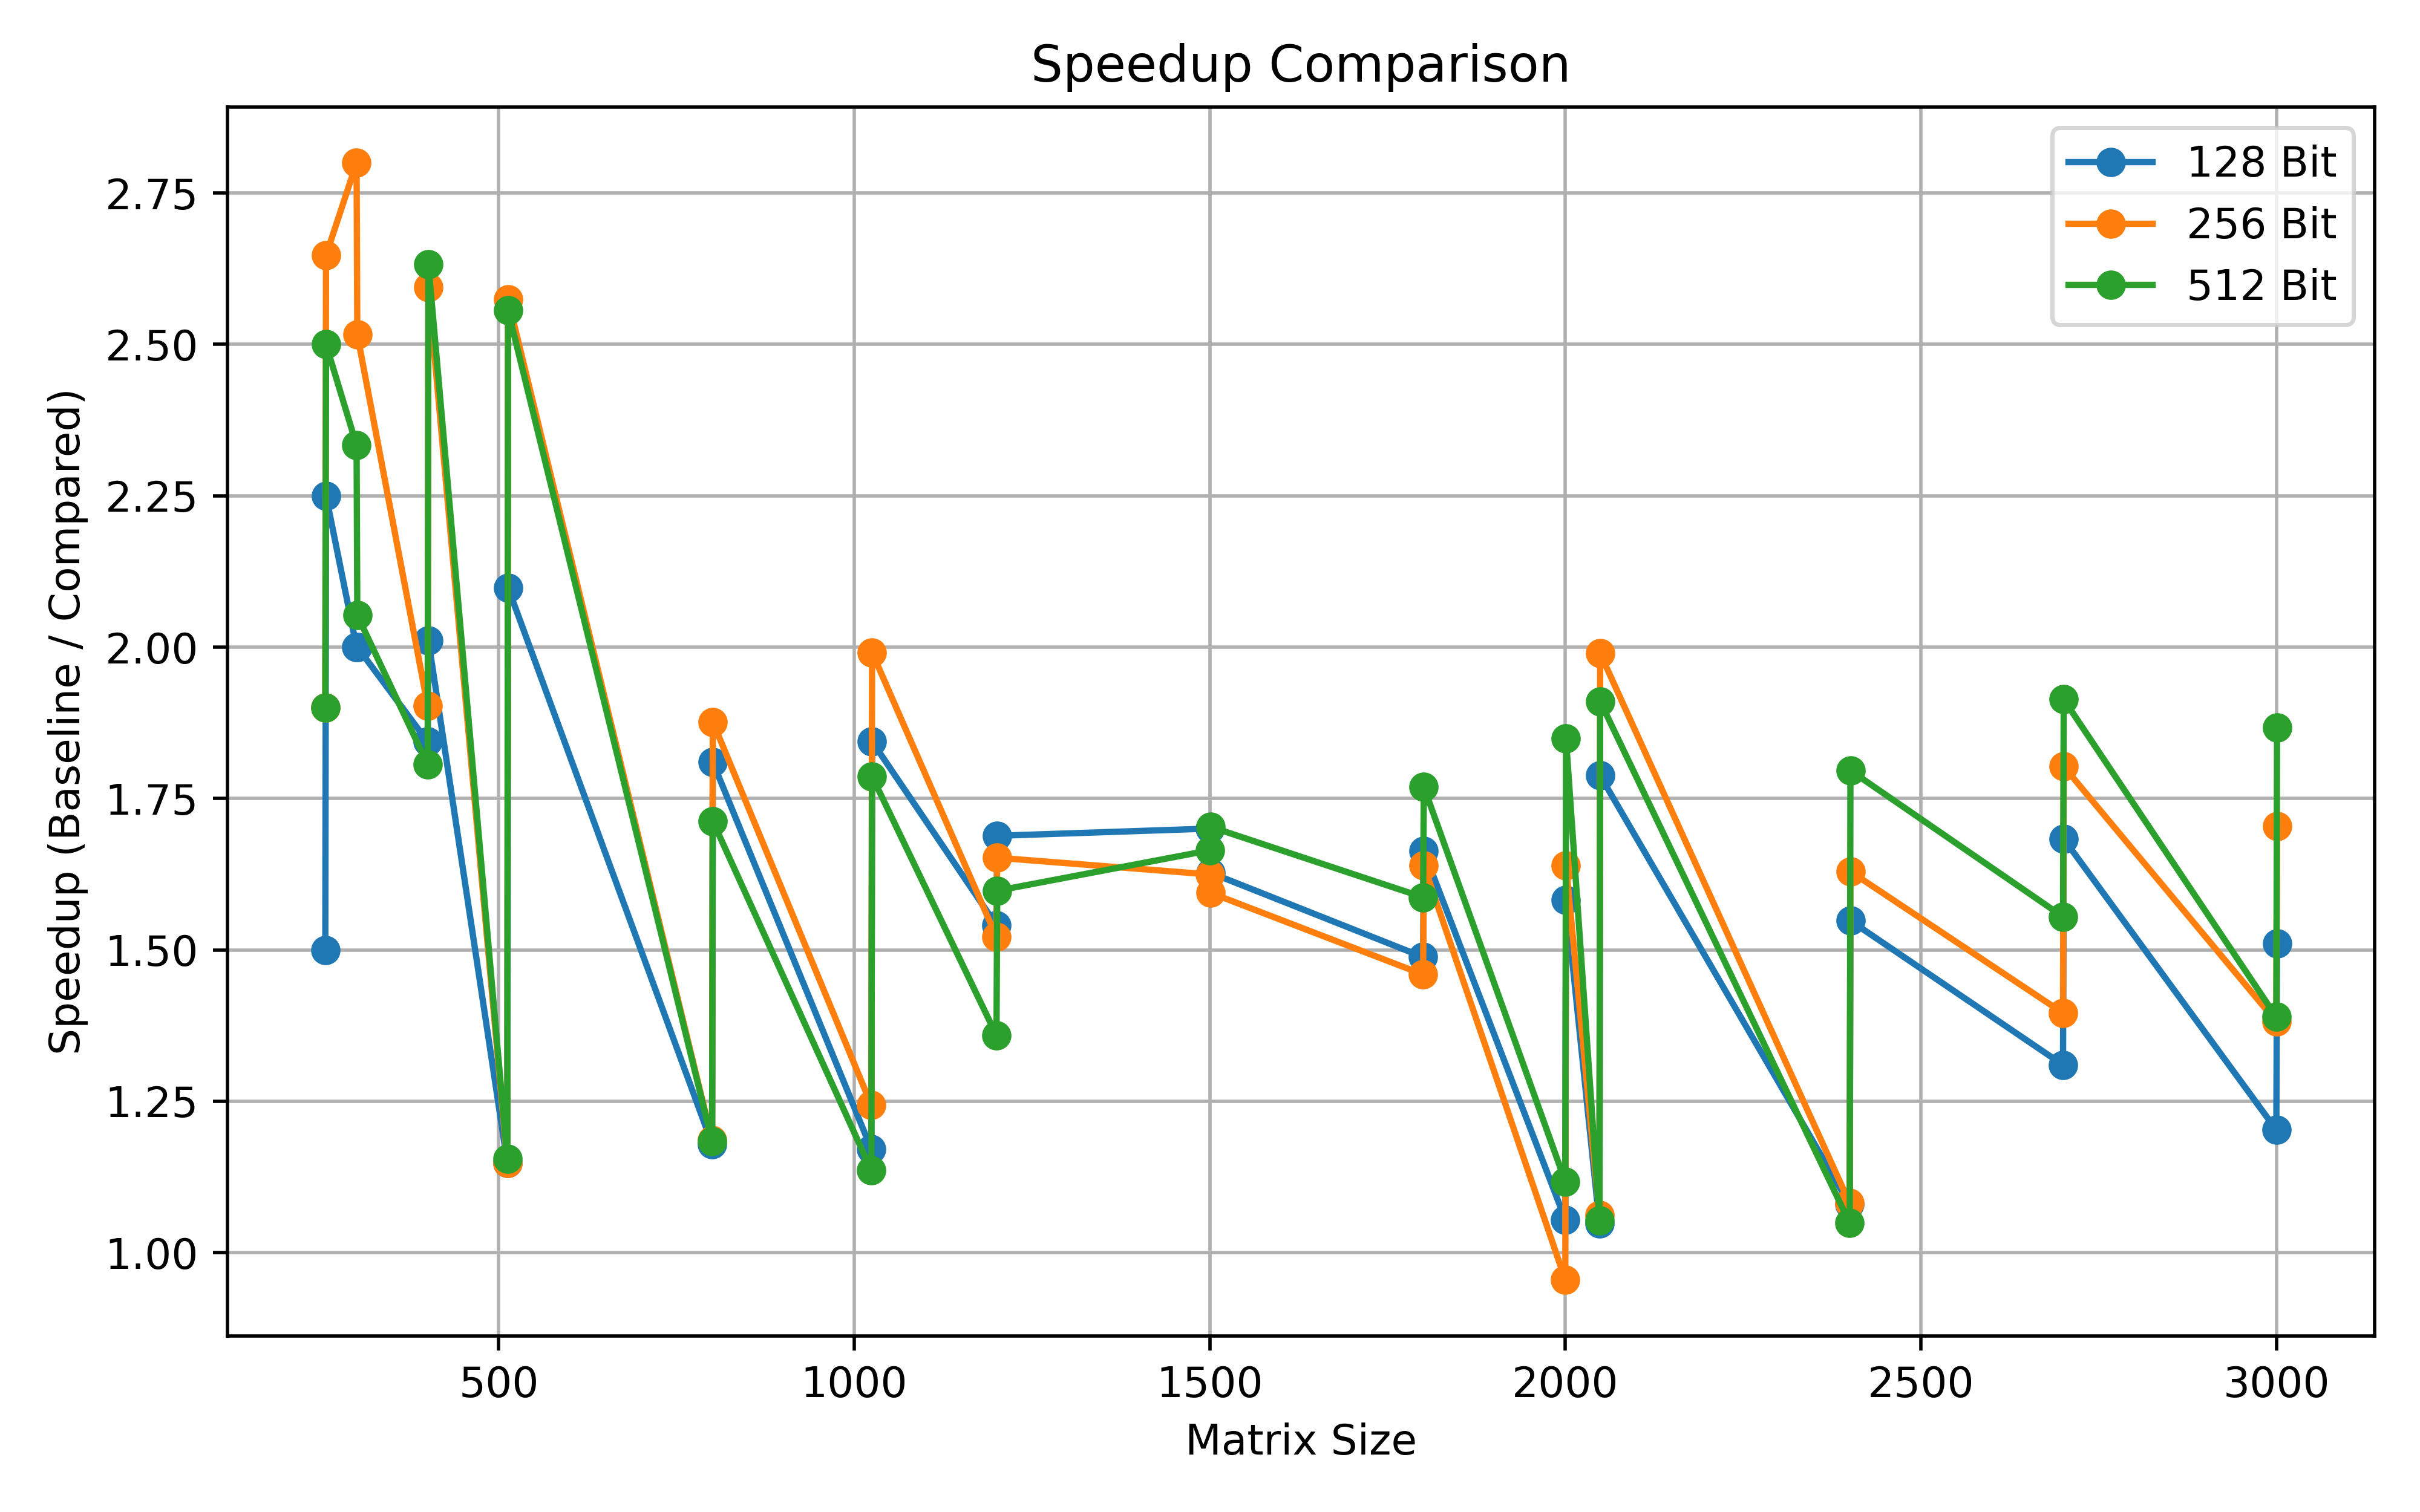 Speedup Comparison
128 Bit
256 Bit
512 Bit
Speedup (Baseline / Compared)
2.75
2.50
2.25
2.00
1.75
1.50
1.25
1.00
500 1000 1500 2000 2500 3000
Matrix Size